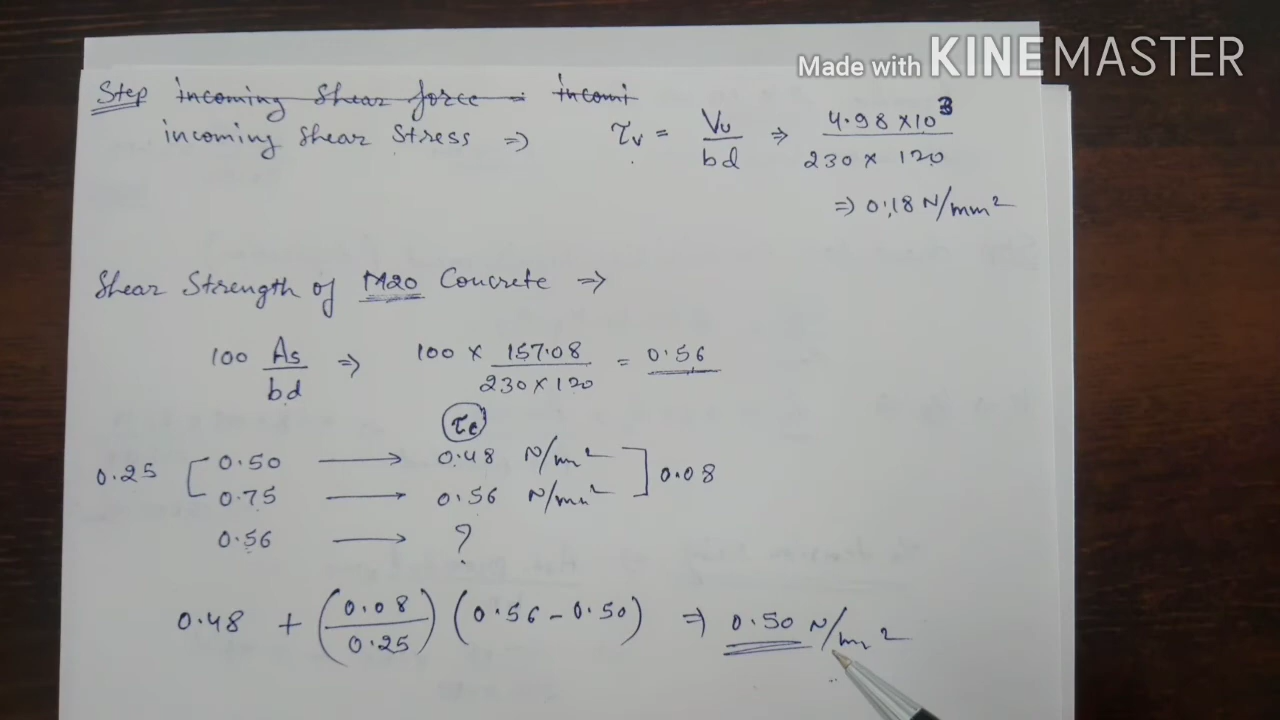 Made with KINEMASTER
Step incoming Shear force = incomi
incoming Shear Stress => τv = Vu/bd => 4.98 x 10³/230 x 120
=> 0.18 N/mm²
Shear Strength of M20 Concrete =>
100 As/bd => 100 x 157.08/230 x 120 = 0.56
τc
0.25 [ 0.50 → 0.48 N/mm² ] 0.08
0.75 → 0.56 N/mm²
0.56 → ?
0.48 + (0.08/0.25) (0.56 - 0.50) => 0.50 N/mm²